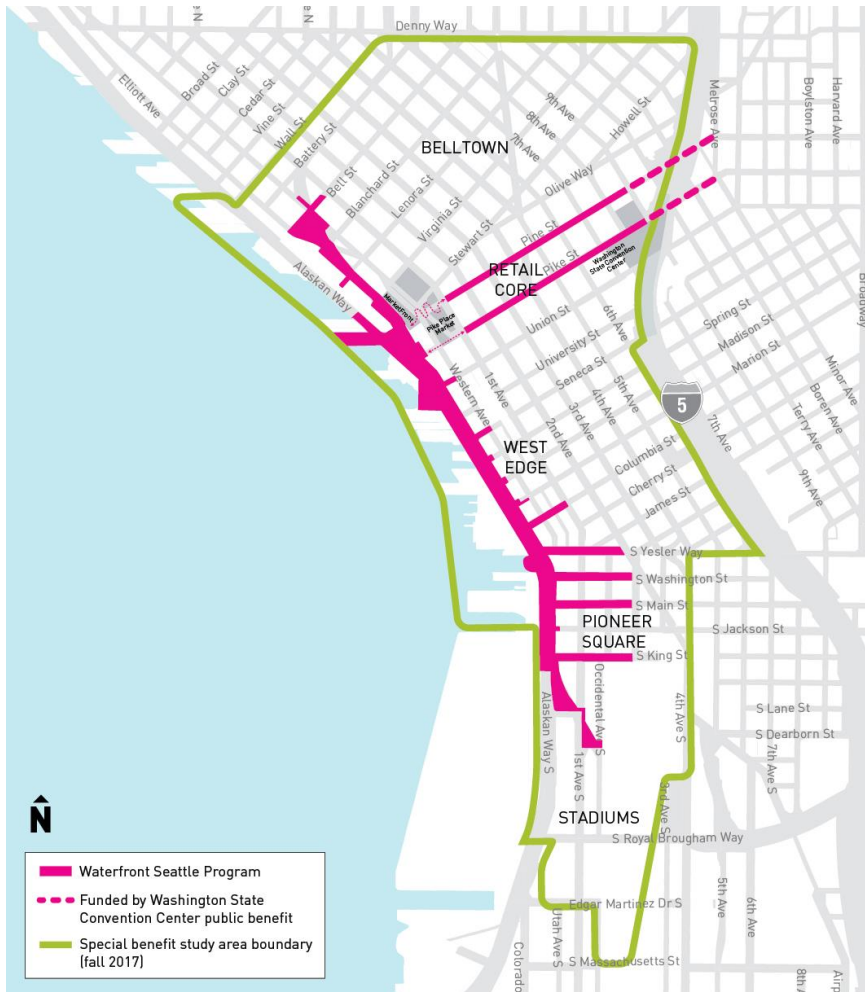 Denny Way
Elliott Ave
Broad St
Clay St
Cedar St
Vine St
Wall St
Battery St
Bell St
Blanchard St
Lenora St
Virginia St
Stewart St
BELLTOWN
7th Ave
8th Ave
9th Ave
Howell St
Olive Way
Melrose Ave
Boylston Ave
Harvard Ave
Broadway
Pine St
Pike St
RETAIL
CORE
Washington
State Convention
Center
MarketFront
Pike Place
Market
Alaskan Way
Union St
University St
Seneca St
6th Ave
5th Ave
4th Ave
3rd Ave
2nd Ave
1st Ave
Western Ave
Spring St
Madison St
Marion St
5
7th Ave
Minor Ave
Boren Ave
Terry Ave
9th Ave
WEST
EDGE
Columbia St
Cherry St
James St
S Yesler Way
S Washington St
S Main St
PIONEER
SQUARE
S Jackson St
S King St
Occidental Ave S
Alaskan Way S
1st Ave S
4th Ave S
S Lane St
S Dearborn St
7th Ave S
3rd Ave S
STADIUMS
S Royal Brougham Way
Edgar Martinez Dr S
Utah Ave S
5th Ave S
6th Ave S
S Massachusetts St
Colorado
8th A
Airp
N
Waterfront Seattle Program
Funded by Washington State
Convention Center public benefit
Special benefit study area boundary
(fall 2017)